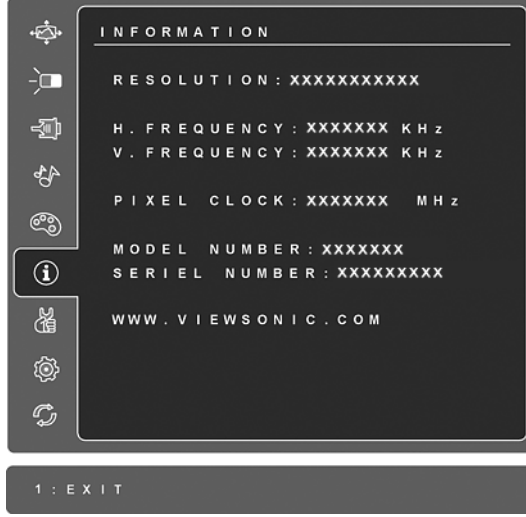 INFORMATION
RESOLUTION: XXXXXXXXXXX
H. FREQUENCY: XXXXXXX KHz
V. FREQUENCY: XXXXXXX KHz
PIXEL CLOCK: XXXXXXX MHz
MODEL NUMBER: XXXXXXX
SERIEL NUMBER: XXXXXXXXX
WWW.VIEWSONIC.COM
1: EXIT